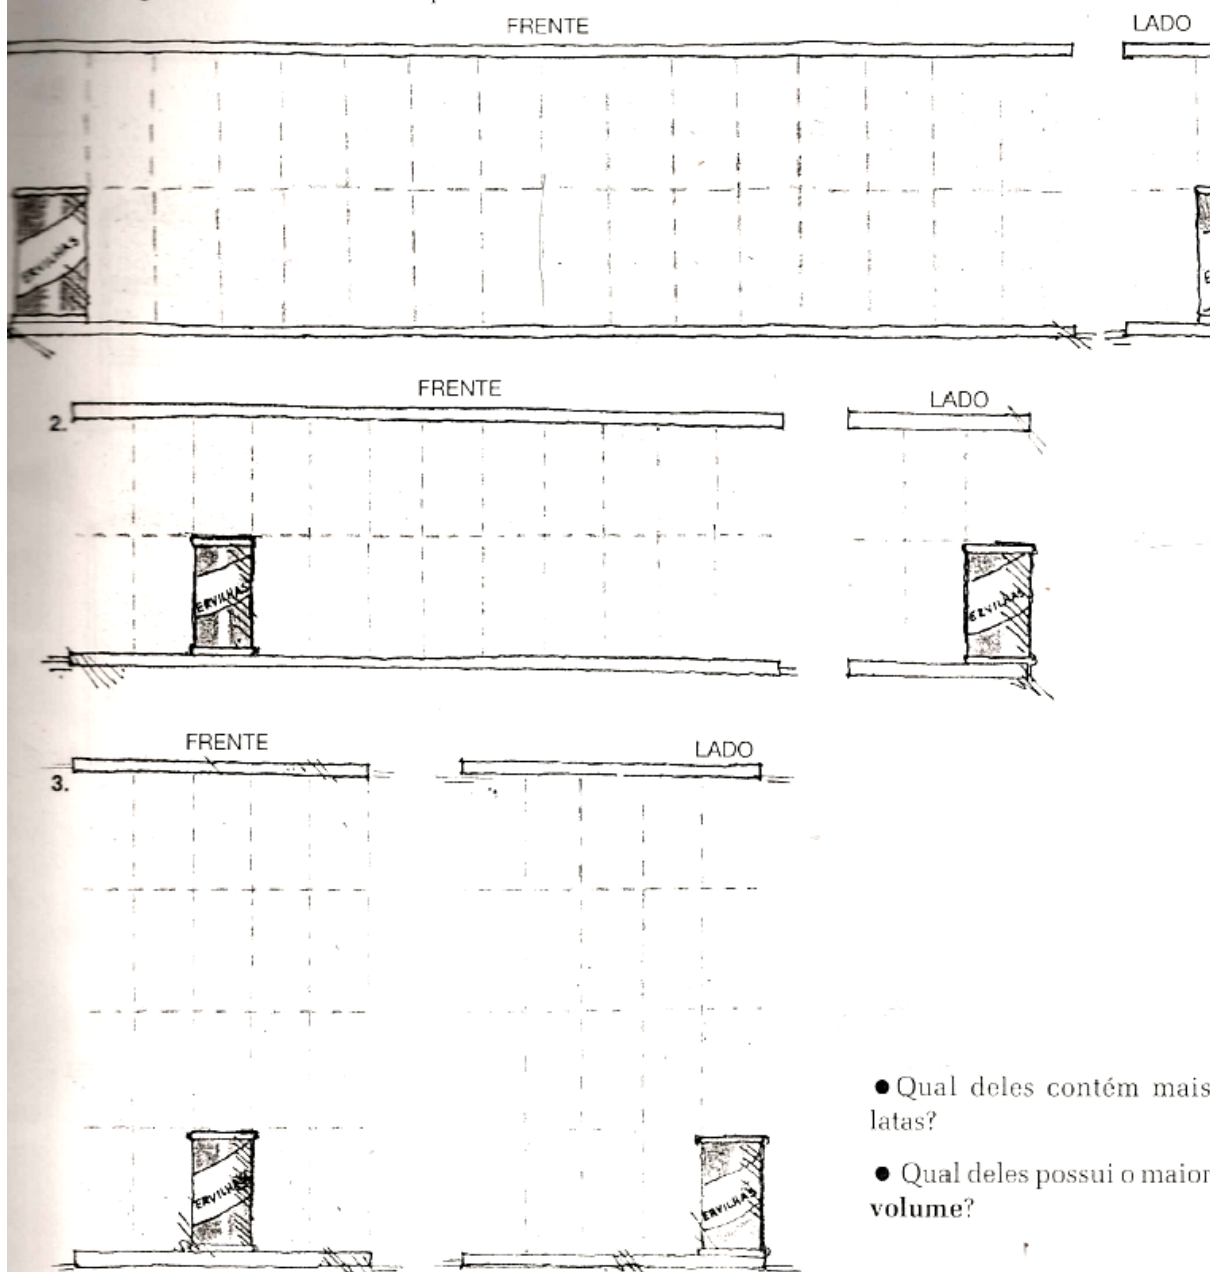 FRENTE
LADO
ERVILHAS
2.
FRENTE
LADO
ERVILHAS
ERVILHAS
3.
FRENTE
LADO
ERVILHAS
ERVILHAS
● Qual deles contém mais
latas?
● Qual deles possui o maior
volume?